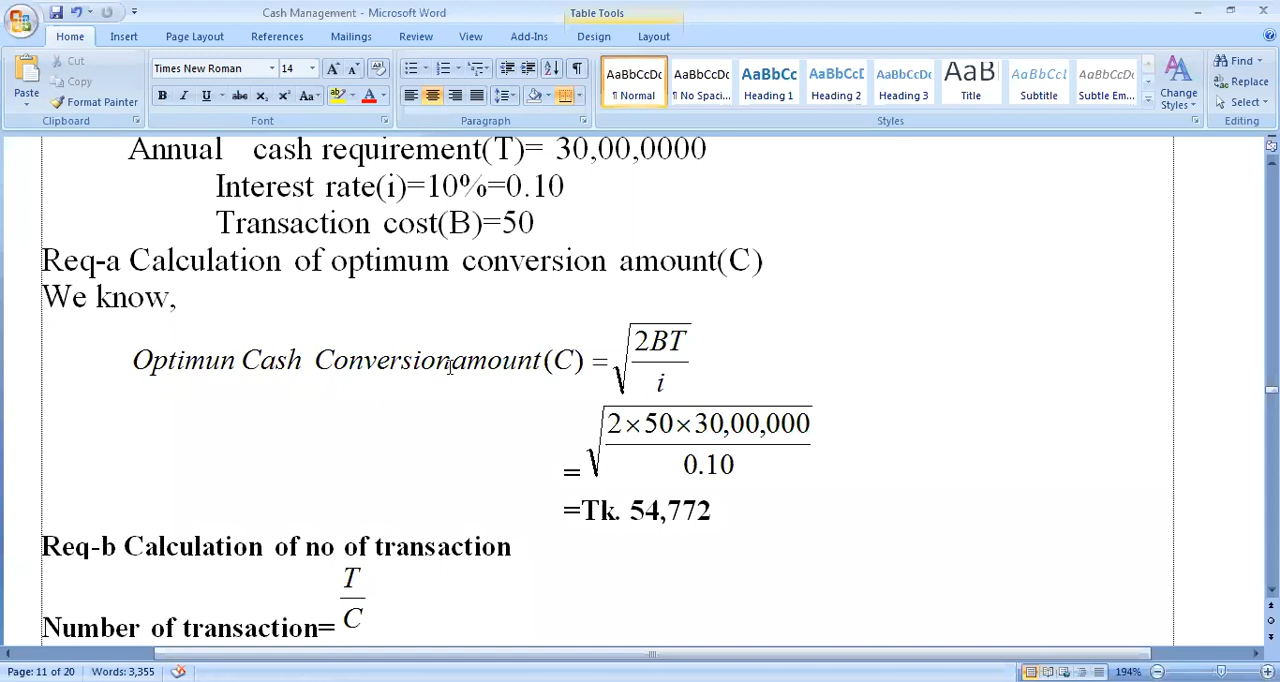 Cash Management - Microsoft Word
Table Tools
Home Insert Page Layout References Mailings Review View Add-Ins Design Layout
Paste
Cut
Copy
Format Painter
Clipboard
Times New Roman 14
Font
Paragraph
AaBbCcDc AaBbCcDc AaBbCc AaBbCcD AaBbCcDc AaB AaBbCcL AaBbCcDc
¶ Normal ¶ No Spaci... Heading 1 Heading 2 Heading 3 Title Subtitle Subtle Em...
Change Styles
Styles
Find
Replace
Select
Editing
Annual cash requirement(T)= 30,00,0000
Interest rate(i)=10%=0.10
Transaction cost(B)=50
Req-a Calculation of optimum conversion amount(C)
We know,
Optimun Cash Conversion amount (C) = √(2BT / i)
= √(2×50×30,00,000 / 0.10)
=Tk. 54,772
Req-b Calculation of no of transaction
Number of transaction= T / C
Page: 11 of 20 Words: 3,355 194%